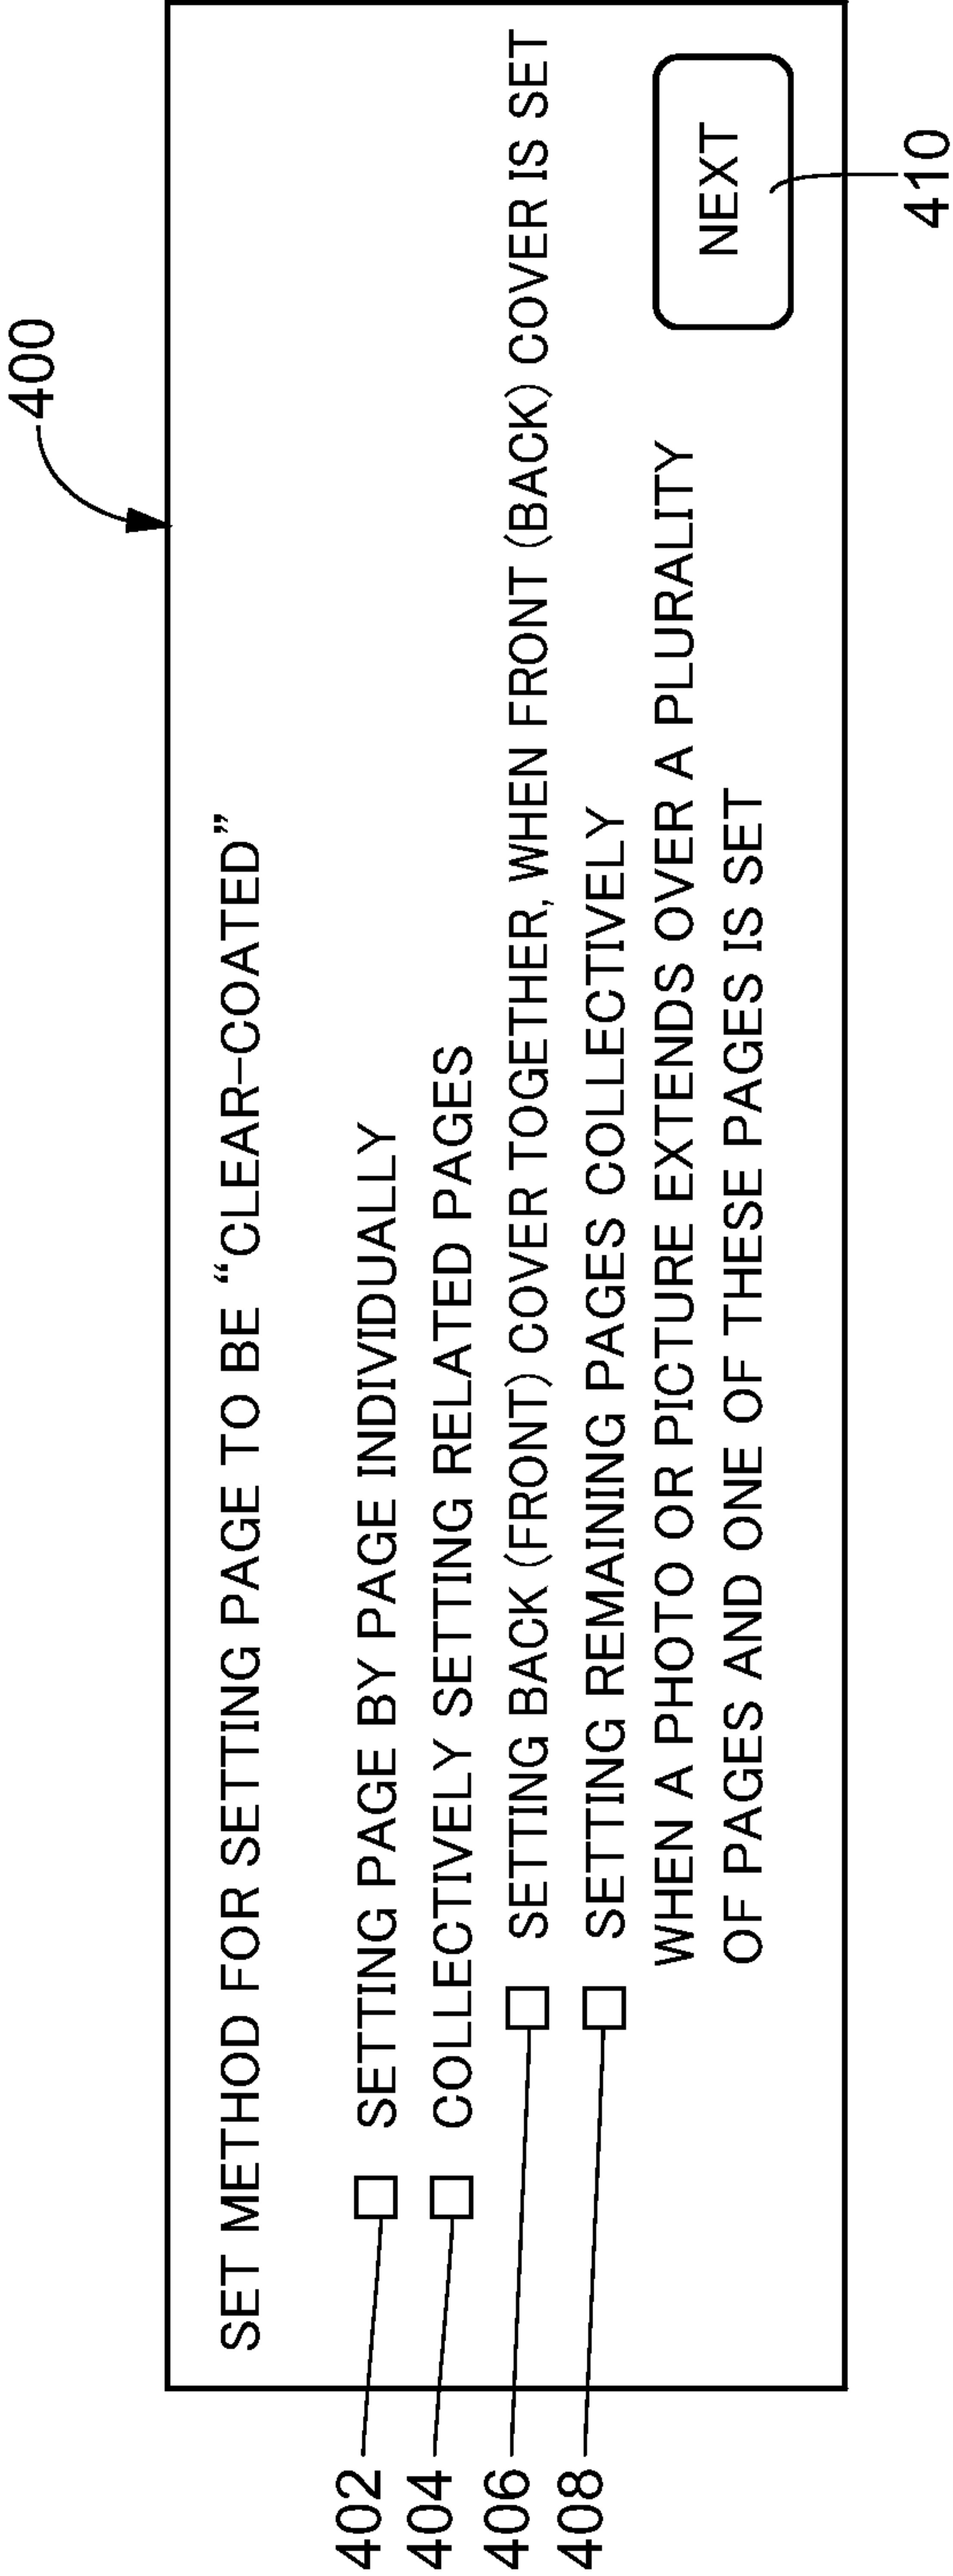 400
SET METHOD FOR SETTING PAGE TO BE “CLEAR-COATED”
402
SETTING PAGE BY PAGE INDIVIDUALLY
404
COLLECTIVELY SETTING RELATED PAGES
406
SETTING BACK (FRONT) COVER TOGETHER, WHEN FRONT (BACK) COVER IS SET
408
SETTING REMAINING PAGES COLLECTIVELY
WHEN A PHOTO OR PICTURE EXTENDS OVER A PLURALITY
OF PAGES AND ONE OF THESE PAGES IS SET
NEXT
410